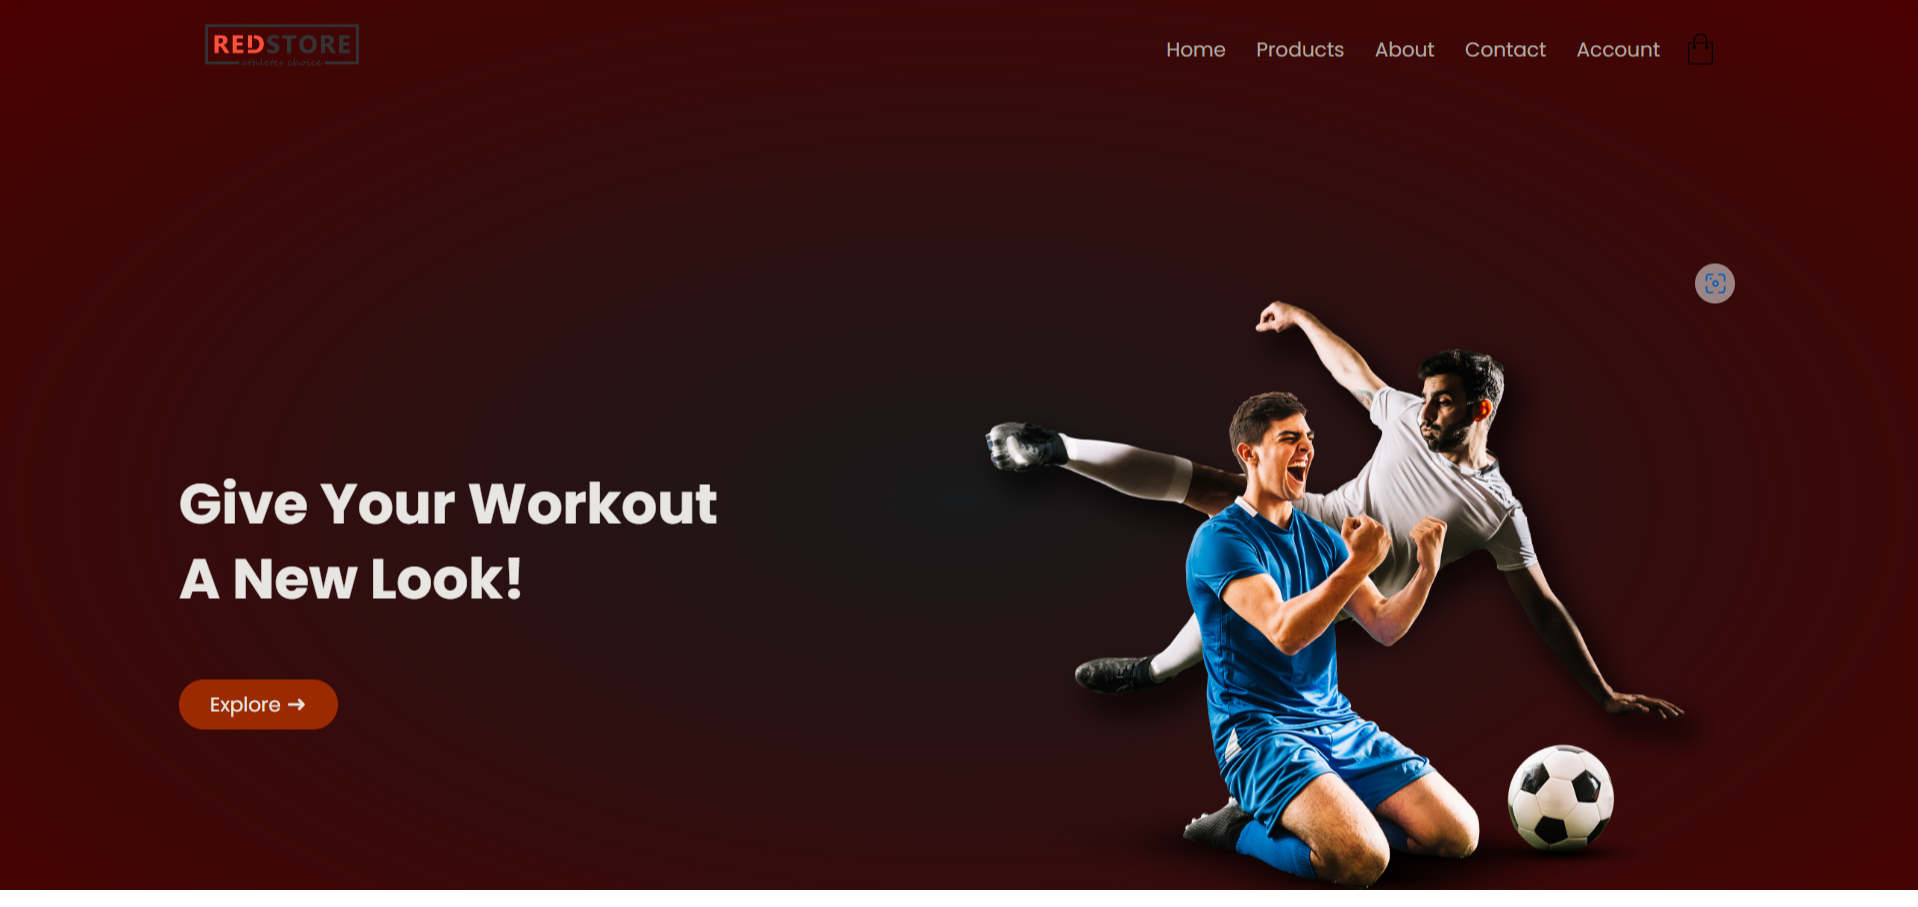 REDSTORE
athletes choice
Home Products About Contact Account
Give Your Workout
A New Look!
Explore →